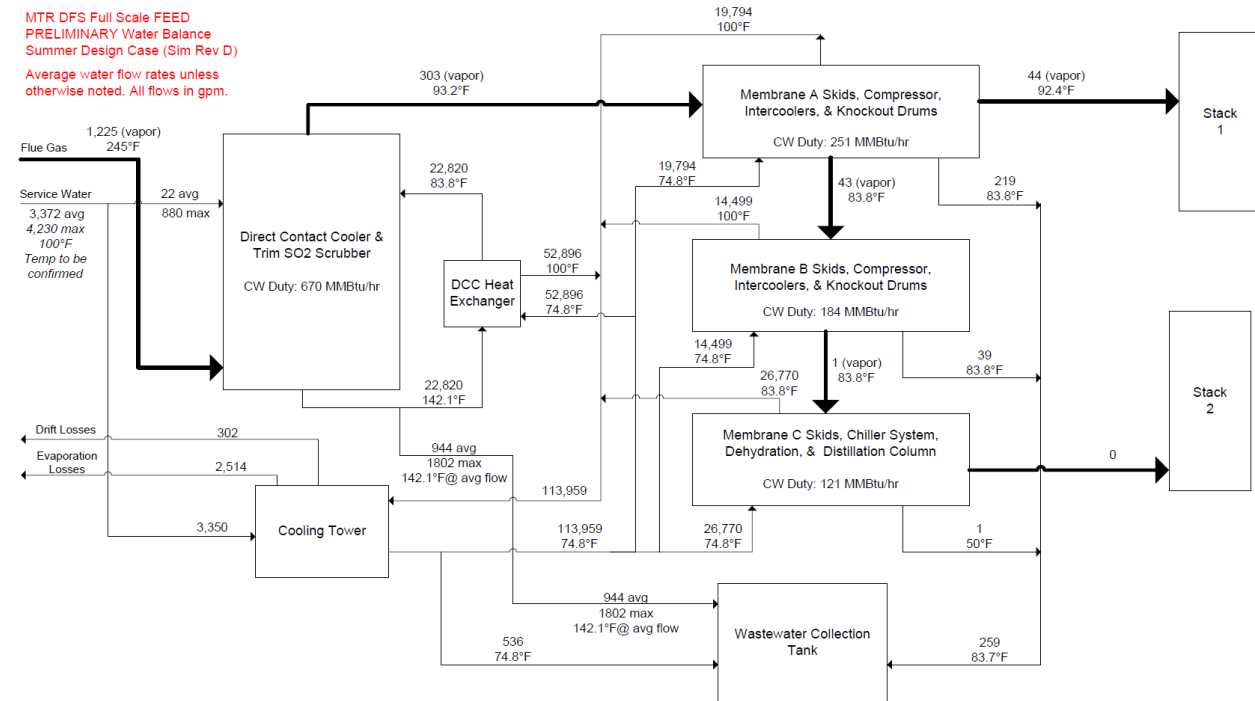 MTR DFS Full Scale FEED
PRELIMINARY Water Balance
Summer Design Case (Sim Rev D)
Average water flow rates unless
otherwise noted. All flows in gpm.
19,794
100°F
303 (vapor)
93.2°F
44 (vapor)
92.4°F
Membrane A Skids, Compressor,
Intercoolers, & Knockout Drums
CW Duty: 251 MMBtu/hr
Stack
1
1,225 (vapor)
245°F
Flue Gas
Service Water
3,372 avg
4,230 max
100°F
Temp to be
confirmed
22 avg
880 max
22,820
83.8°F
19,794
74.8°F
43 (vapor)
83.8°F
219
83.8°F
14,499
100°F
Direct Contact Cooler &
Trim SO2 Scrubber
CW Duty: 670 MMBtu/hr
DCC Heat
Exchanger
52,896
100°F
52,896
74.8°F
Membrane B Skids, Compressor,
Intercoolers, & Knockout Drums
CW Duty: 184 MMBtu/hr
14,499
74.8°F
1 (vapor)
83.8°F
39
83.8°F
26,770
83.8°F
22,820
142.1°F
Stack
2
Drift Losses
302
Evaporation
Losses
2,514
944 avg
1802 max
142.1°F@ avg flow
Membrane C Skids, Chiller System,
Dehydration, & Distillation Column
CW Duty: 121 MMBtu/hr
0
113,959
3,350
Cooling Tower
113,959
74.8°F
26,770
74.8°F
1
50°F
944 avg
1802 max
142.1°F@ avg flow
536
74.8°F
Wastewater Collection
Tank
259
83.7°F